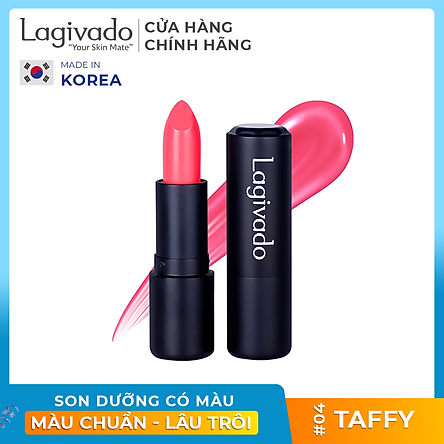 Lagivado
"Your Skin Mate"
CỬA HÀNG
CHÍNH HÃNG
MADE IN
KOREA
Lagivado
SON DƯỠNG CÓ MÀU
MÀU CHUẨN - LÂU TRÔI
#04
TAFFY